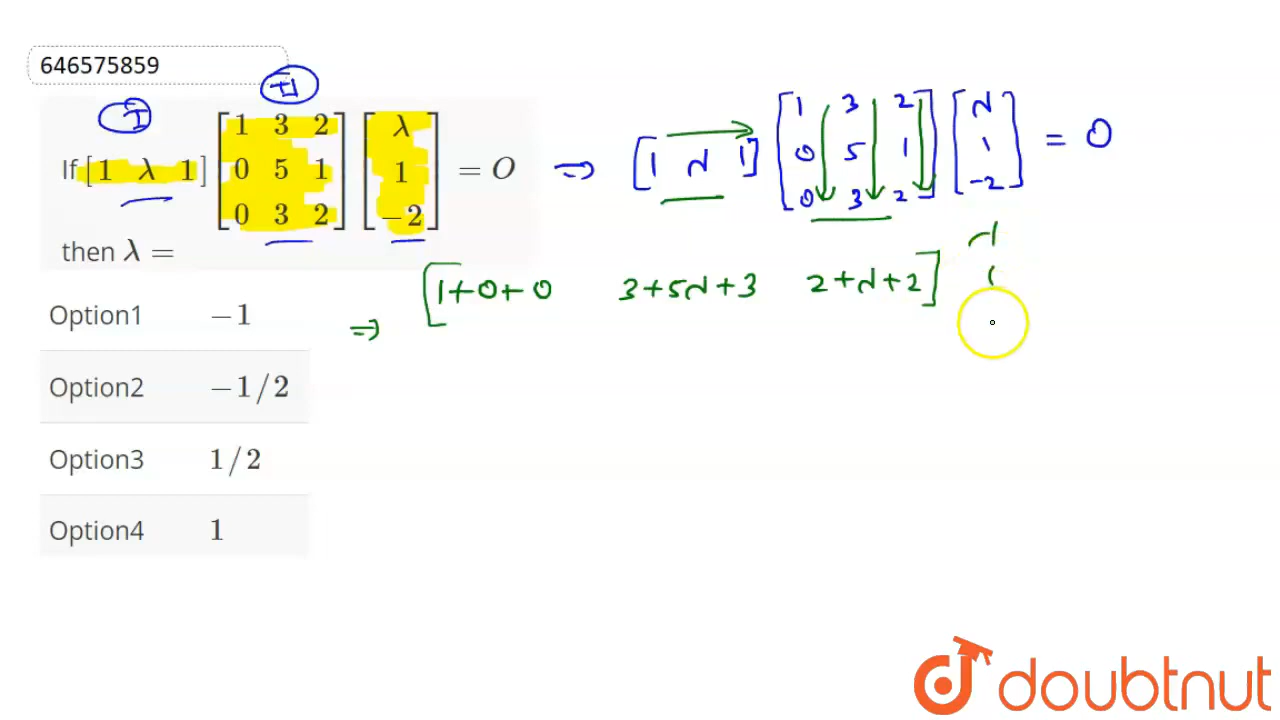 646575859
I
II
If [1 λ 1] [1 3 2] [λ] = O
[0 5 1] [1]
[0 3 2] [-2]
then λ =
⇒ [1 λ 1] [1 3 2] [λ] = 0
[0 5 1] [1]
[0 3 2] [-2]
⇒ [1+0+0 3+5λ+3 2+λ+2] λ
1
Option1 −1
Option2 −1/2
Option3 1/2
Option4 1
doubtnut